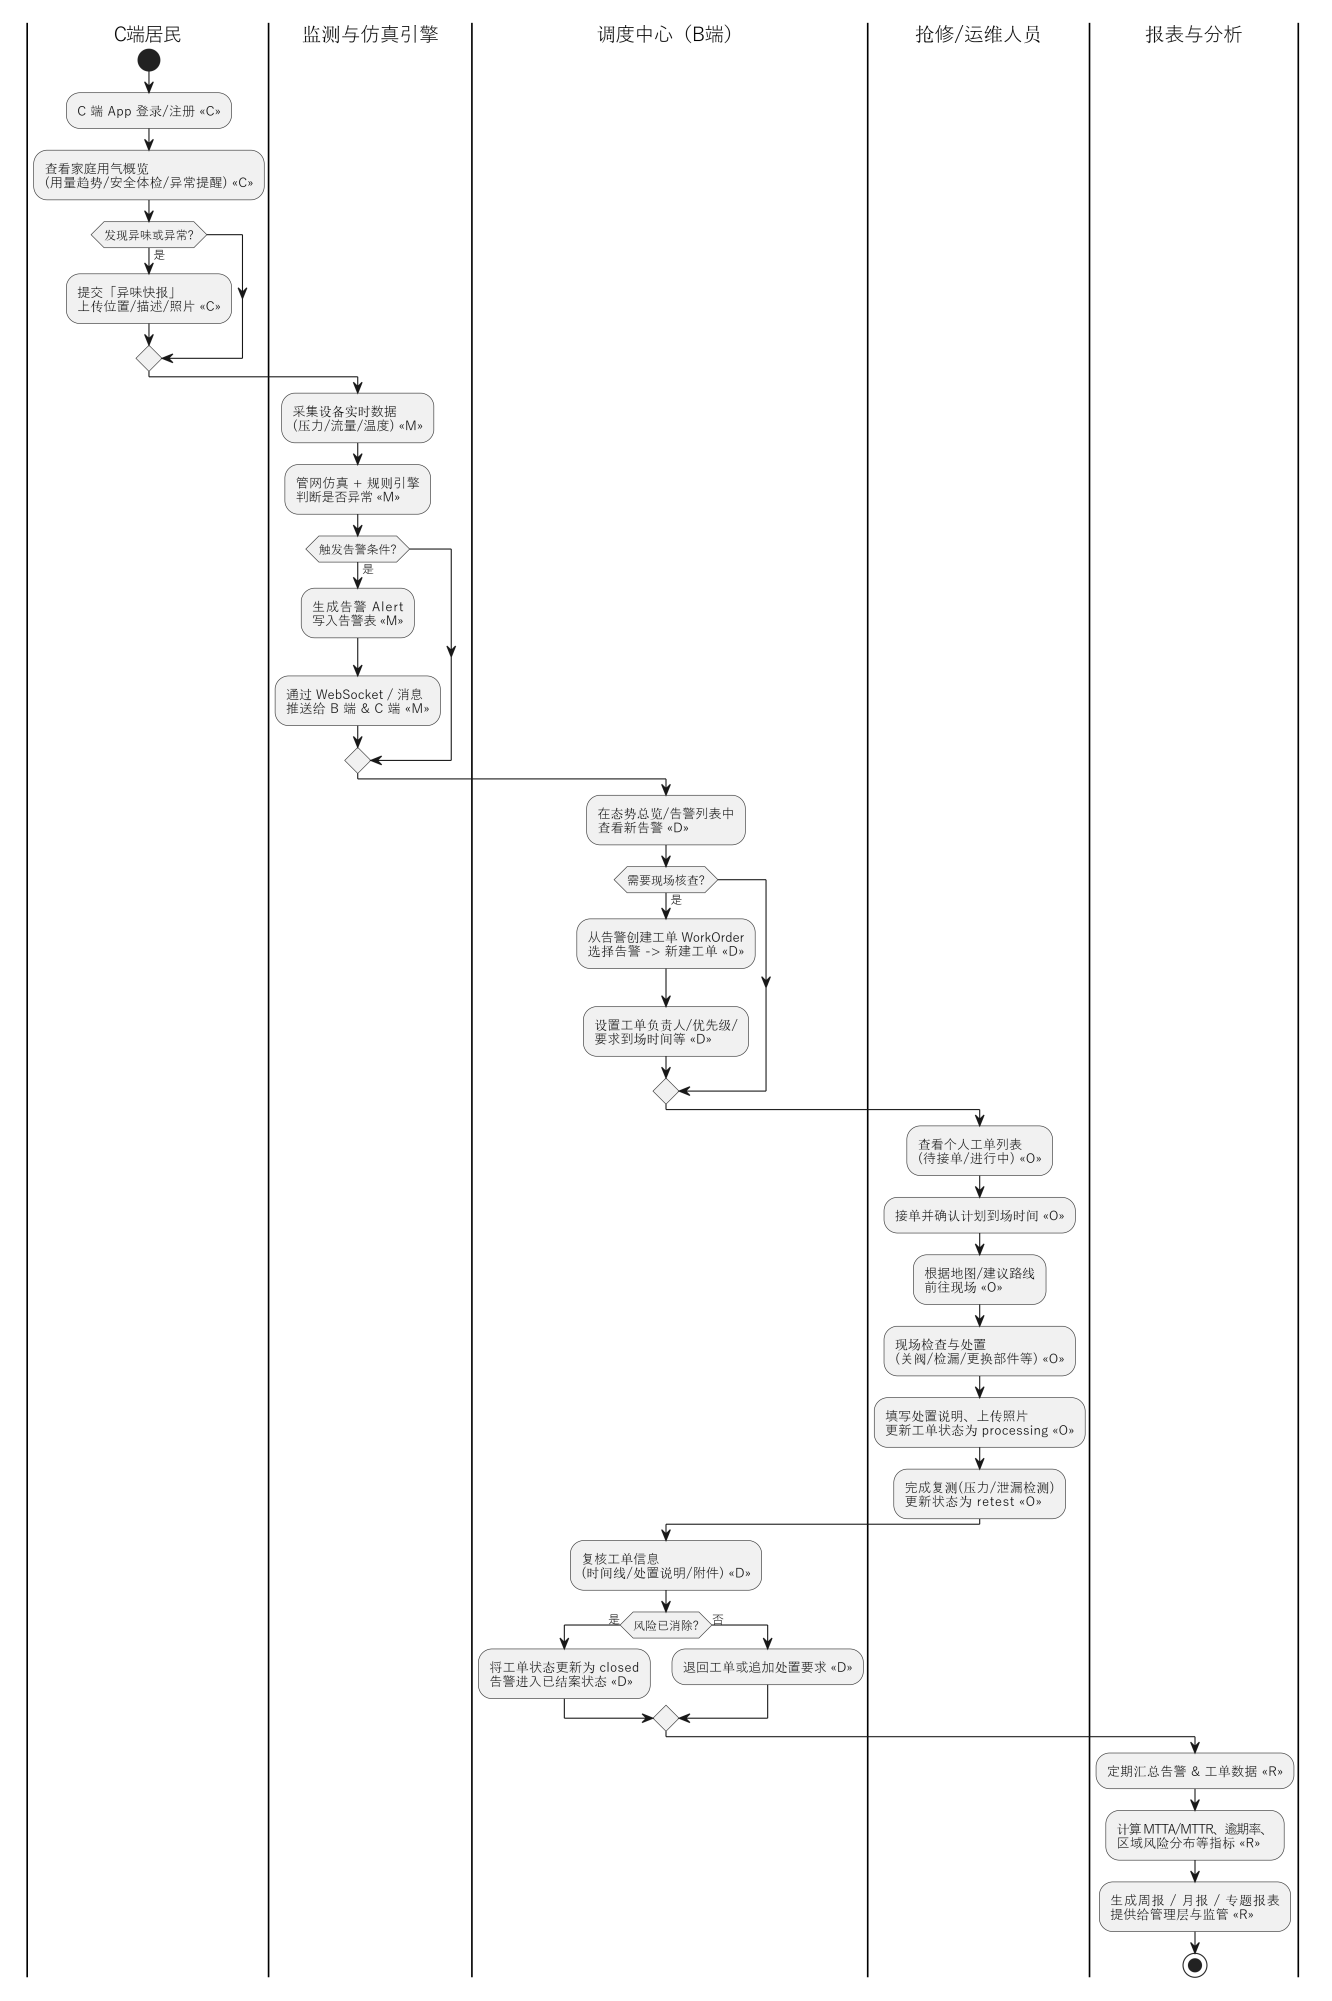 C端居民
监测与仿真引擎
调度中心（B端）
抢修/运维人员
报表与分析
C 端 App 登录/注册 «C»
查看家庭用气概览
(用量趋势/安全体检/异常提醒) «C»
发现异味或异常?
是
提交「异味快报」
上传位置/描述/照片 «C»
采集设备实时数据
(压力/流量/温度) «M»
管网仿真 + 规则引擎
判断是否异常 «M»
触发告警条件?
是
生成告警 Alert
写入告警表 «M»
通过 WebSocket / 消息
推送给 B 端 & C 端 «M»
在态势总览/告警列表中
查看新告警 «D»
需要现场核查?
是
从告警创建工单 WorkOrder
选择告警 -> 新建工单 «D»
设置工单负责人/优先级/
要求到场时间等 «D»
查看个人工单列表
(待接单/进行中) «O»
接单并确认计划到场时间 «O»
根据地图/建议路线
前往现场 «O»
现场检查与处置
(关阀/检漏/更换部件等) «O»
填写处置说明、上传照片
更新工单状态为 processing «O»
完成复测(压力/泄漏检测)
更新状态为 retest «O»
复核工单信息
(时间线/处置说明/附件) «D»
是
风险已消除?
否
将工单状态更新为 closed
告警进入已结案状态 «D»
退回工单或追加处置要求 «D»
定期汇总告警 & 工单数据 «R»
计算 MTTA/MTTR、逾期率、
区域风险分布等指标 «R»
生成周报 / 月报 / 专题报表
提供给管理层与监管 «R»